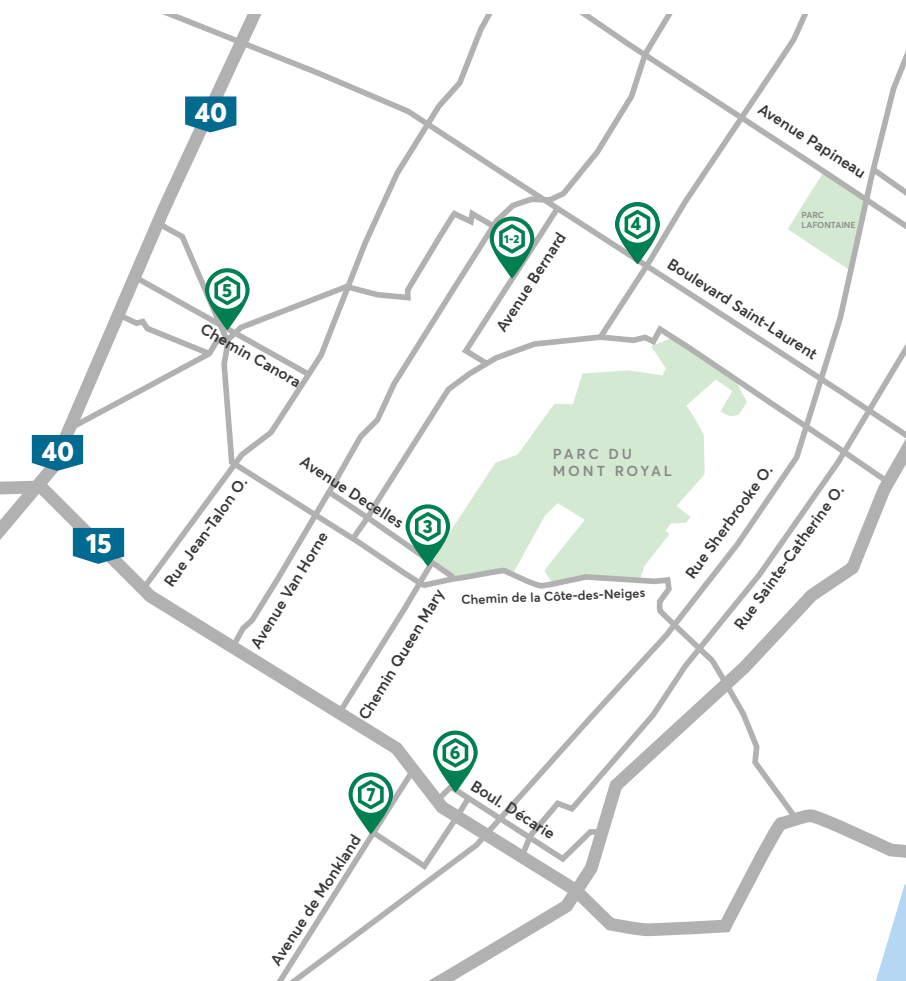 40
Avenue Papineau
PARC
LAFONTAINE
1-2
4
Avenue Bernard
Boulevard Saint-Laurent
5
Chemin Canora
40
PARC DU
MONT ROYAL
Avenue Decelles
3
15
Rue Jean-Talon O.
Avenue Van Horne
Rue Sherbrooke O.
Rue Sainte-Catherine O.
Chemin de la Côte-des-Neiges
Chemin Queen Mary
6
7
Boul. Décarie
Avenue de Monkland